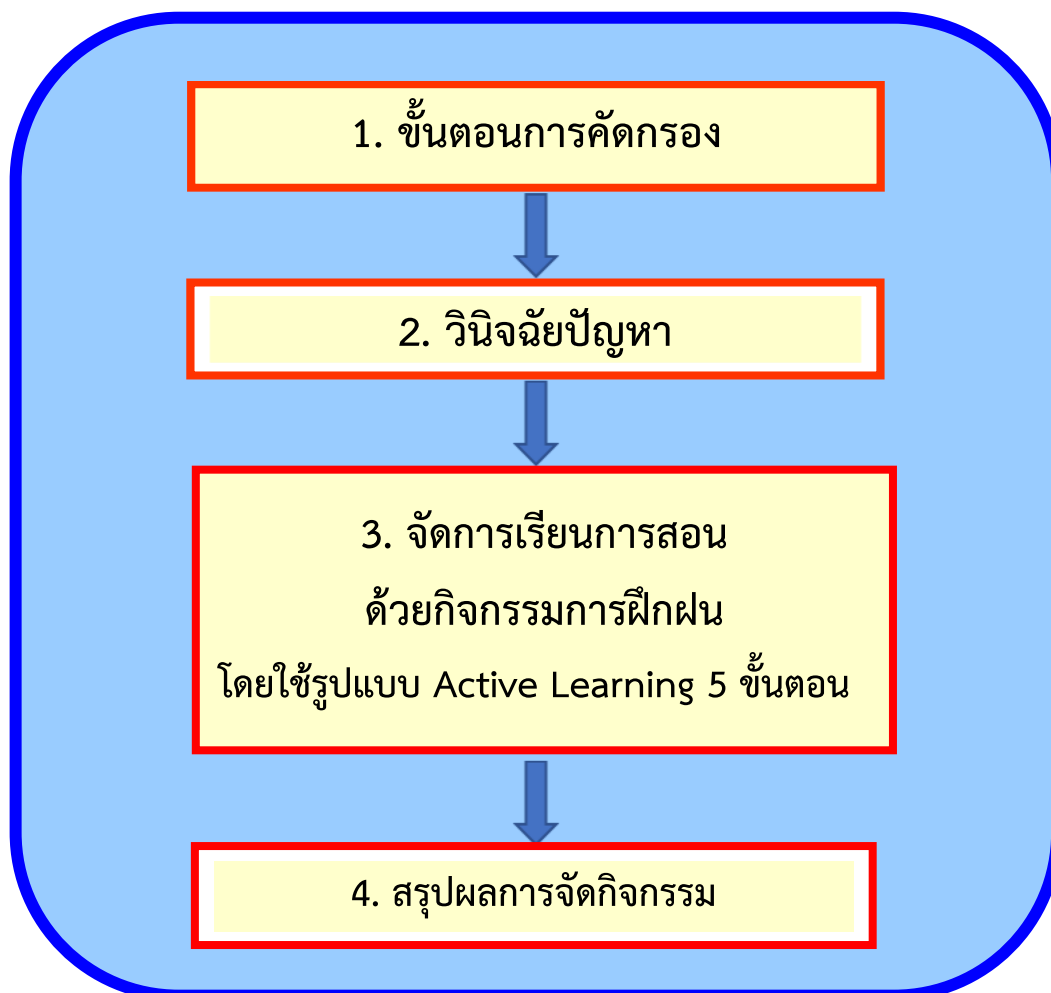 1. ขั้นตอนการคัดกรอง
2. วินิจฉัยปัญหา
3. จัดการเรียนการสอน
ด้วยกิจกรรมการฝึกฝน
โดยใช้รูปแบบ Active Learning 5 ขั้นตอน
4. สรุปผลการจัดกิจกรรม